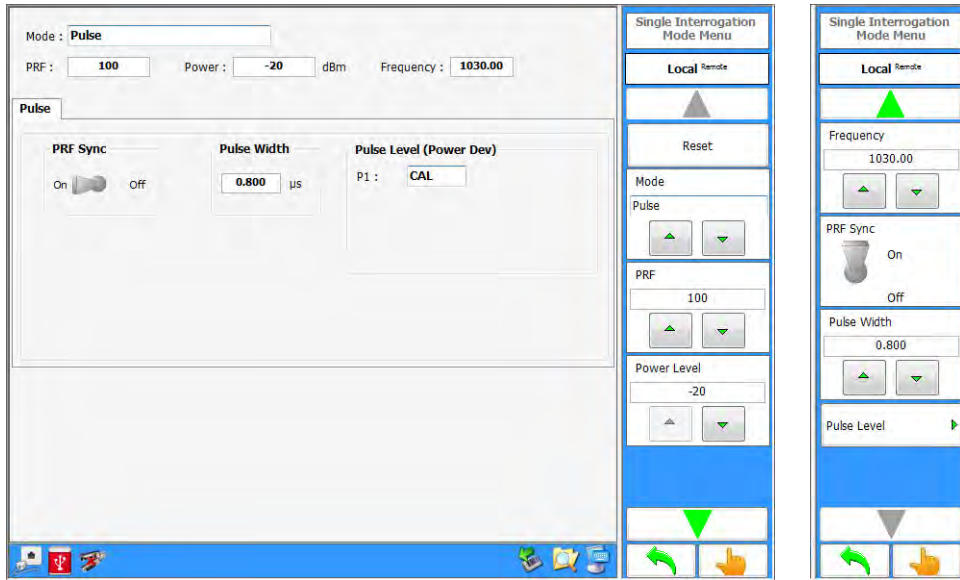 Mode : Pulse
PRF : 100 Power : -20 dBm Frequency : 1030.00
Pulse
PRF Sync Pulse Width Pulse Level (Power Dev)
On Off 0.800 µs P1 : CAL
Single Interrogation
Mode Menu
Local Remote
Reset
Mode
Pulse
PRF
100
Power Level
-20
Single Interrogation
Mode Menu
Local Remote
Frequency
1030.00
PRF Sync
On
Off
Pulse Width
0.800
Pulse Level